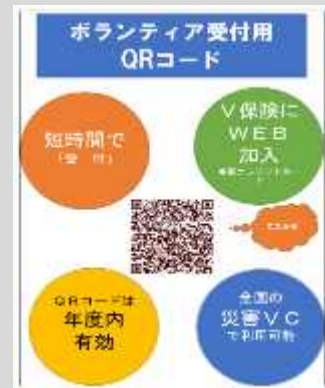 ボランティア受付用
QRコード
短時間で
「受 付」
V保険に
WEB
加入
QRコードは
年度内
有効
全国の
災害VC
で利用可能